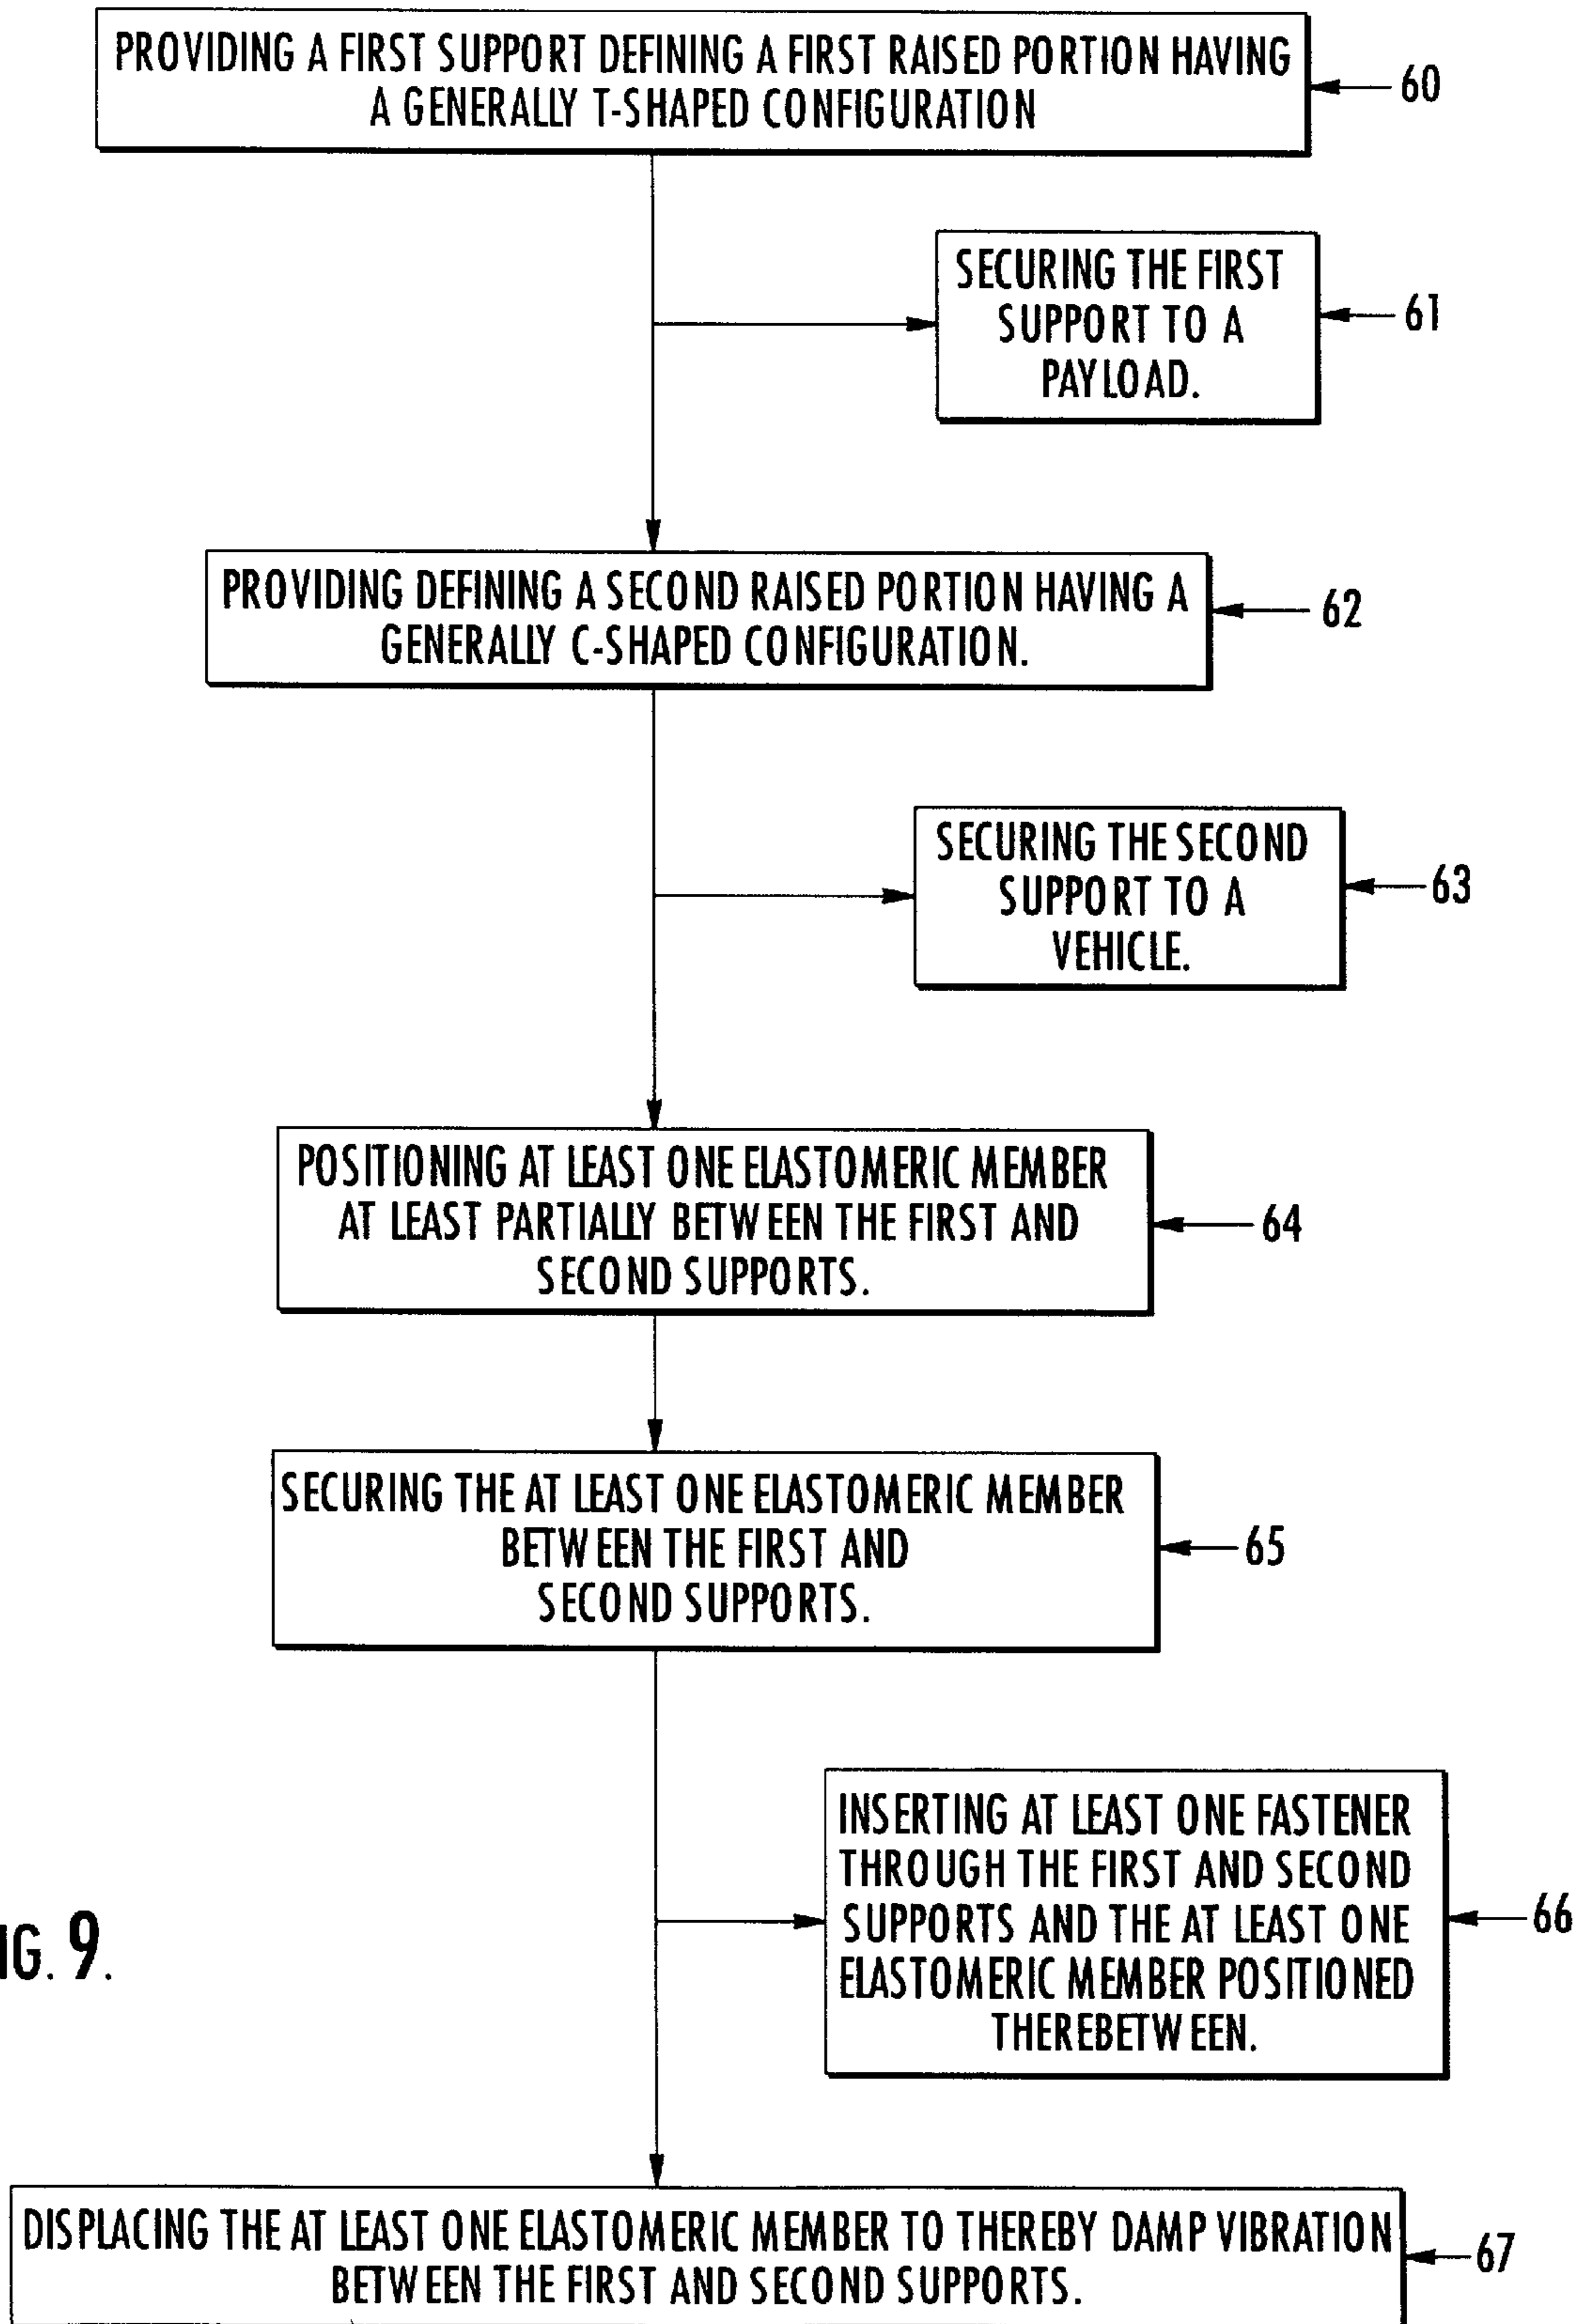 PROVIDING A FIRST SUPPORT DEFINING A FIRST RAISED PORTION HAVING
A GENERALLY T-SHAPED CONFIGURATION
60
SECURING THE FIRST
SUPPORT TO A
PAYLOAD.
61
PROVIDING DEFINING A SECOND RAISED PORTION HAVING A
GENERALLY C-SHAPED CONFIGURATION.
62
SECURING THE SECOND
SUPPORT TO A
VEHICLE.
63
POSITIONING AT LEAST ONE ELASTOMERIC MEMBER
AT LEAST PARTIALLY BETWEEN THE FIRST AND
SECOND SUPPORTS.
64
SECURING THE AT LEAST ONE ELASTOMERIC MEMBER
BETWEEN THE FIRST AND
SECOND SUPPORTS.
65
INSERTING AT LEAST ONE FASTENER
THROUGH THE FIRST AND SECOND
SUPPORTS AND THE AT LEAST ONE
ELASTOMERIC MEMBER POSITIONED
THEREBETWEEN.
66
IG. 9.
DISPLACING THE AT LEAST ONE ELASTOMERIC MEMBER TO THEREBY DAMP VIBRATION
BETWEEN THE FIRST AND SECOND SUPPORTS.
67